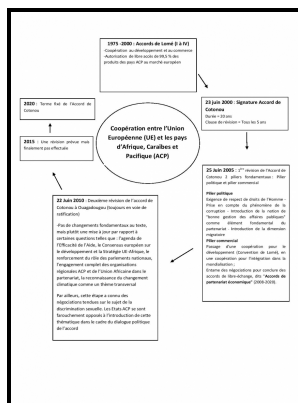 1975 -2000 : Accords de Lomé (I à IV)
-Coopération au développement et au commerce
-Autorisation de libre accès de 99,5 % des
produits des pays ACP au marché européen
23 juin 2000 : Signature Accord de
Cotonou
Durée = 20 ans
Clause de révision = Tous les 5 ans
25 Juin 2005 : 1ère révision de l'Accord de
Cotonou 2 piliers fondamentaux : Pilier
politique et pilier commercial
Pilier politique
Exigence de respect de droits de l'Homme -
Prise en compte du phénomène de la
corruption - Introduction de la notion de
"bonne gestion des affaires publiques"
comme élément fondamental du
partenariat - Introduction de la dimension
migratoire
Pilier commercial
Passage d'une coopération pour le
développement (Convention de Lomé), en
une coopération pour l'intégration dans la
mondialisation ;
Entame des négociations pour conclure des
accords de libre-échange, dits "Accords de
partenariat économique" (2008-2020).
22 Juin 2010 : Deuxième révision de l'accord de
Cotonou à Ouagadougou (toujours en voie de
ratification)
-Pas de changements fondamentaux au texte,
mais plutôt une mise à jour par rapport à
certaines questions telles que : l'agenda de
l'Efficacité de l'Aide, le Consensus européen sur
le développement et la Stratégie UE-Afrique, le
renforcement du rôle des parlements nationaux,
l'engagement complet des organisations
régionales ACP et de l'Union Africaine dans le
partenariat, la reconnaissance du changement
climatique comme un thème transversal
Par ailleurs, cette étape a connu des
négociations tendues sur le sujet de la
discrimination sexuelle. Les Etats ACP se sont
farouchement opposés à l'introduction de cette
thématique dans le cadre du dialogue politique
de l'accord
2015 : Une révision prévue mais
finalement pas effectuée
2020 : Terme fixé de l'Accord de
Cotonou
Coopération entre l'Union
Européenne (UE) et les pays
d'Afrique, Caraïbes et
Pacifique (ACP)